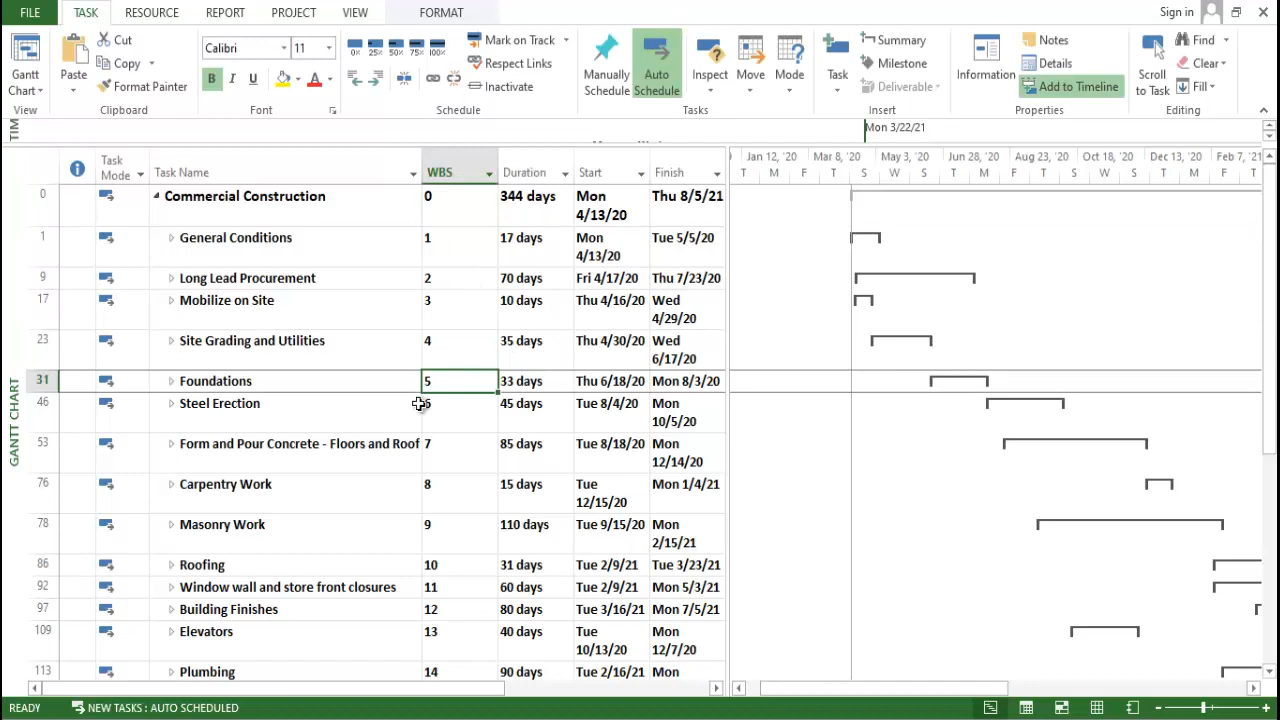 FILE TASK RESOURCE REPORT PROJECT VIEW FORMAT Sign in
Gantt Chart
View
Paste
Cut
Copy
Format Painter
Clipboard
Calibri 11
B I U A
Font
0% 25% 50% 75% 100%
Mark on Track
Respect Links
Inactivate
Schedule
Manually Schedule
Auto Schedule
Inspect
Move
Mode
Tasks
Task
Summary
Milestone
Deliverable
Insert
Information
Notes
Details
Add to Timeline
Properties
Scroll to Task
Find
Clear
Fill
Editing
TIM
Mon 3/22/21
Task Mode Task Name WBS Duration Start Finish
Jan 12, '20 Mar 8, '20 May 3, '20 Jun 28, '20 Aug 23, '20 Oct 18, '20 Dec 13, '20 Feb 7, '21
T M F T S W S T M F T S W S T M F T
GANTT CHART
0 Commercial Construction 0 344 days Mon 4/13/20 Thu 8/5/21
1 General Conditions 1 17 days Mon 4/13/20 Tue 5/5/20
9 Long Lead Procurement 2 70 days Fri 4/17/20 Thu 7/23/20
17 Mobilize on Site 3 10 days Thu 4/16/20 Wed 4/29/20
23 Site Grading and Utilities 4 35 days Thu 4/30/20 Wed 6/17/20
31 Foundations 5 33 days Thu 6/18/20 Mon 8/3/20
46 Steel Erection 6 45 days Tue 8/4/20 Mon 10/5/20
53 Form and Pour Concrete - Floors and Roof 7 85 days Tue 8/18/20 Mon 12/14/20
76 Carpentry Work 8 15 days Tue 12/15/20 Mon 1/4/21
78 Masonry Work 9 110 days Tue 9/15/20 Mon 2/15/21
86 Roofing 10 31 days Tue 2/9/21 Tue 3/23/21
92 Window wall and store front closures 11 60 days Tue 2/9/21 Mon 5/3/21
97 Building Finishes 12 80 days Tue 3/16/21 Mon 7/5/21
109 Elevators 13 40 days Tue 10/13/20 Mon 12/7/20
113 Plumbing 14 90 days Tue 2/16/21 Mon
READY NEW TASKS : AUTO SCHEDULED